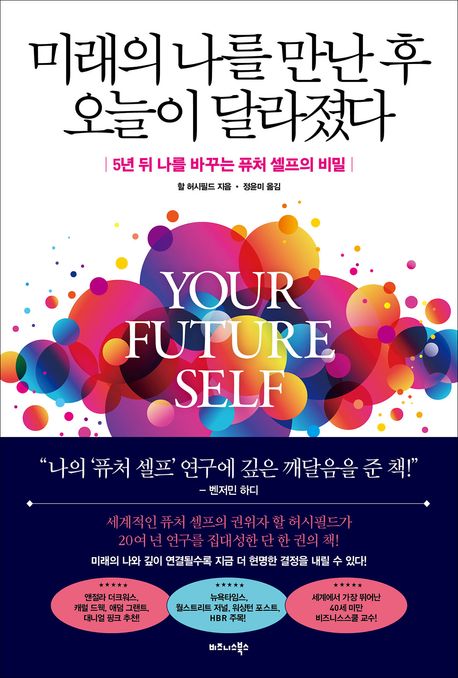 미래의 나를 만난 후
오늘이 달라졌다
| 5년 뒤 나를 바꾸는 퓨처 셀프의 비밀 |
할 허시필드 지음 • 정윤미 옮김
YOUR
FUTURE
SELF
“나의 ‘퓨처 셀프’ 연구에 깊은 깨달음을 준 책!”
– 벤저민 하디
세계적인 퓨처 셀프의 권위자 할 허시필드가
20여 년 연구를 집대성한 단 한 권의 책!
미래의 나와 깊이 연결될수록 지금 더 현명한 결정을 내릴 수 있다!
★★★★★
앤절라 더크워스,
캐럴 드웩, 애덤 그랜트,
대니얼 핑크 추천!
★★★★★
뉴욕타임스,
월스트리트 저널, 워싱턴 포스트,
HBR 주목!
★★★★★
세계에서 가장 뛰어난
40세 미만
비즈니스스쿨 교수!
비즈니스북스